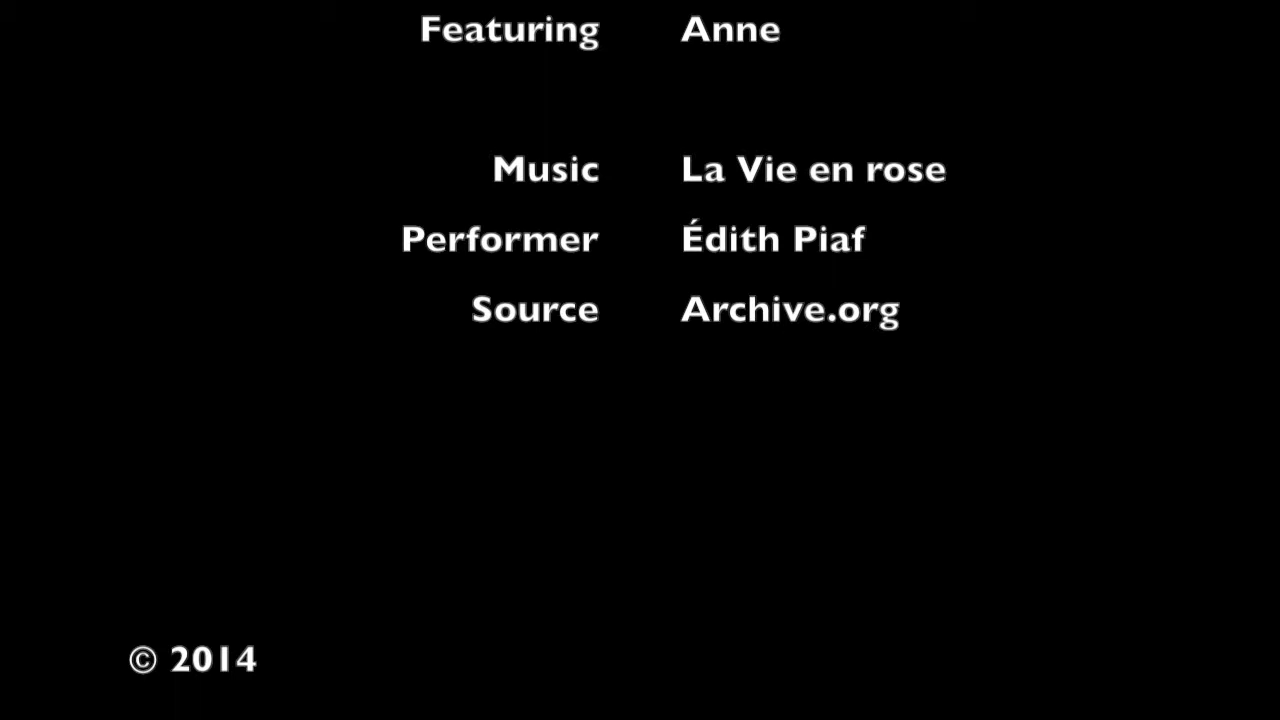 Featuring Anne
Music La Vie en rose
Performer Édith Piaf
Source Archive.org
© 2014